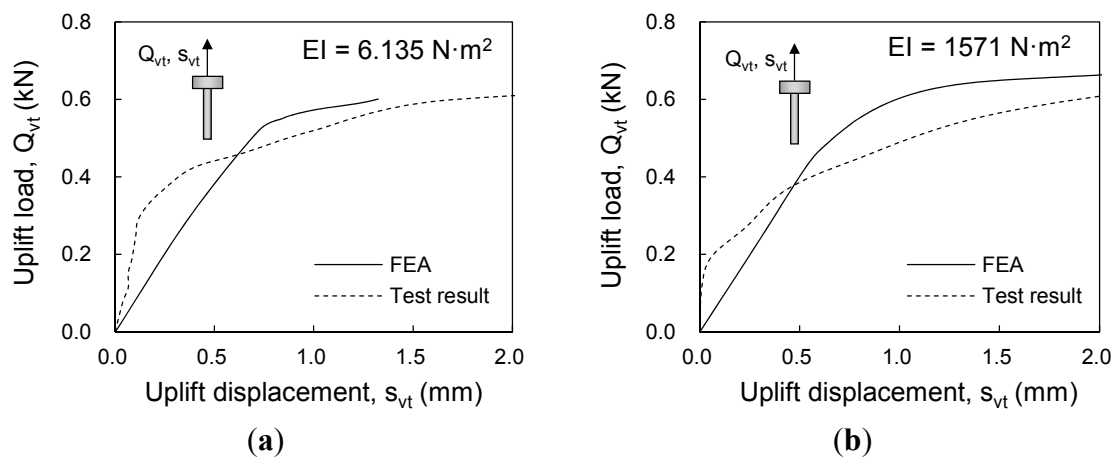 Uplift load, Q_vt (kN)
0.8
0.6
0.4
0.2
0.0
Q_vt, s_vt
EI = 6.135 N·m²
FEA
Test result
0.0 0.5 1.0 1.5 2.0
Uplift displacement, s_vt (mm)
(a)
Uplift load, Q_vt (kN)
0.8
0.6
0.4
0.2
0.0
Q_vt, s_vt
EI = 1571 N·m²
FEA
Test result
0.0 0.5 1.0 1.5 2.0
Uplift displacement, s_vt (mm)
(b)